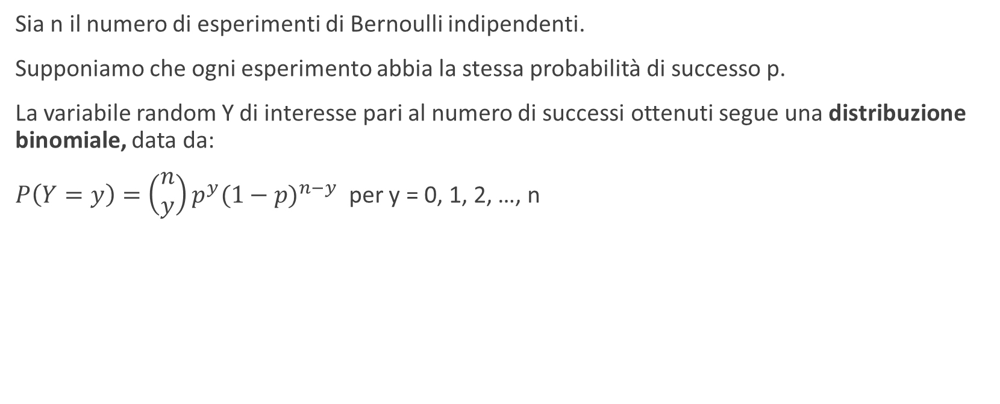 Sia n il numero di esperimenti di Bernoulli indipendenti.
Supponiamo che ogni esperimento abbia la stessa probabilità di successo p.
La variabile random Y di interesse pari al numero di successi ottenuti segue una distribuzione
binomiale, data da:
𝑃(𝑌 = 𝑦) = (𝑛 𝑦) 𝑝^𝑦 (1 − 𝑝)^{𝑛−𝑦} per y = 0, 1, 2, …, n